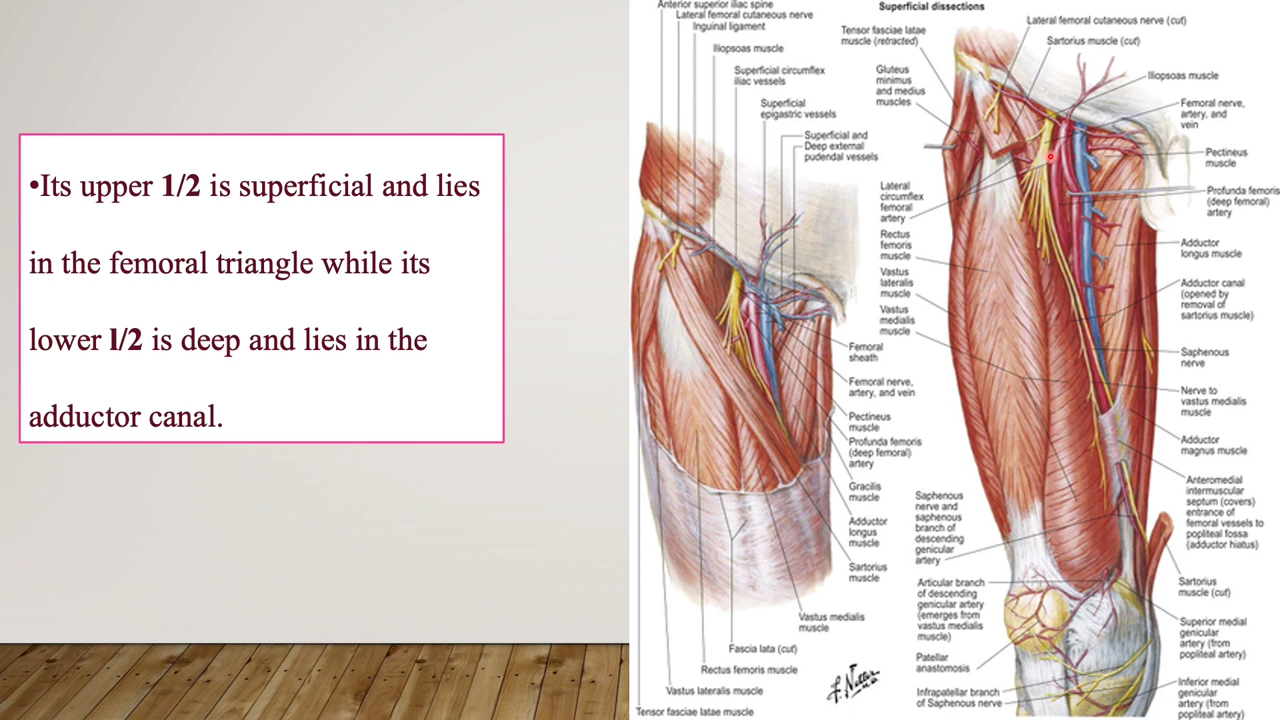 •Its upper 1/2 is superficial and lies
in the femoral triangle while its
lower l/2 is deep and lies in the
adductor canal.
Anterior superior iliac spine
Lateral femoral cutaneous nerve
Inguinal ligament
Iliopsoas muscle
Superficial circumflex
iliac vessels
Superficial
epigastric vessels
Superficial and
Deep external
pudendal vessels
Femoral
sheath
Femoral nerve,
artery, and vein
Pectineus
muscle
Profunda femoris
(deep femoral)
artery
Gracilis
muscle
Adductor
longus
muscle
Sartorius
muscle
Vastus medialis
muscle
Fascia lata (cut)
Rectus femoris muscle
Vastus lateralis muscle
Tensor fasciae latae muscle
Superficial dissections
Lateral femoral cutaneous nerve (cut)
Sartorius muscle (cut)
Tensor fasciae latae
muscle (retracted)
Gluteus
minimus
and medius
muscles
Lateral
circumflex
femoral
artery
Rectus
femoris
muscle
Vastus
lateralis
muscle
Vastus
medialis
muscle
Saphenous
nerve and
saphenous
branch of
descending
genicular
artery
Articular branch
of descending
genicular artery
(emerges from
vastus medialis
muscle)
Patellar
anastomosis
Infrapatellar branch
of Saphenous nerve
Iliopsoas muscle
Femoral nerve,
artery, and
vein
Pectineus
muscle
Profunda femoris
(deep femoral)
artery
Adductor
longus muscle
Adductor canal
(opened by
removal of
sartorius muscle)
Saphenous
nerve
Nerve to
vastus medialis
muscle
Adductor
magnus muscle
Anteromedial
intermuscular
septum (covers)
entrance of
femoral vessels to
popliteal fossa
(adductor hiatus)
Sartorius
muscle (cut)
Superior medial
genicular
artery (from
popliteal artery)
Inferior medial
genicular
artery (from
popliteal artery)
F. Netter